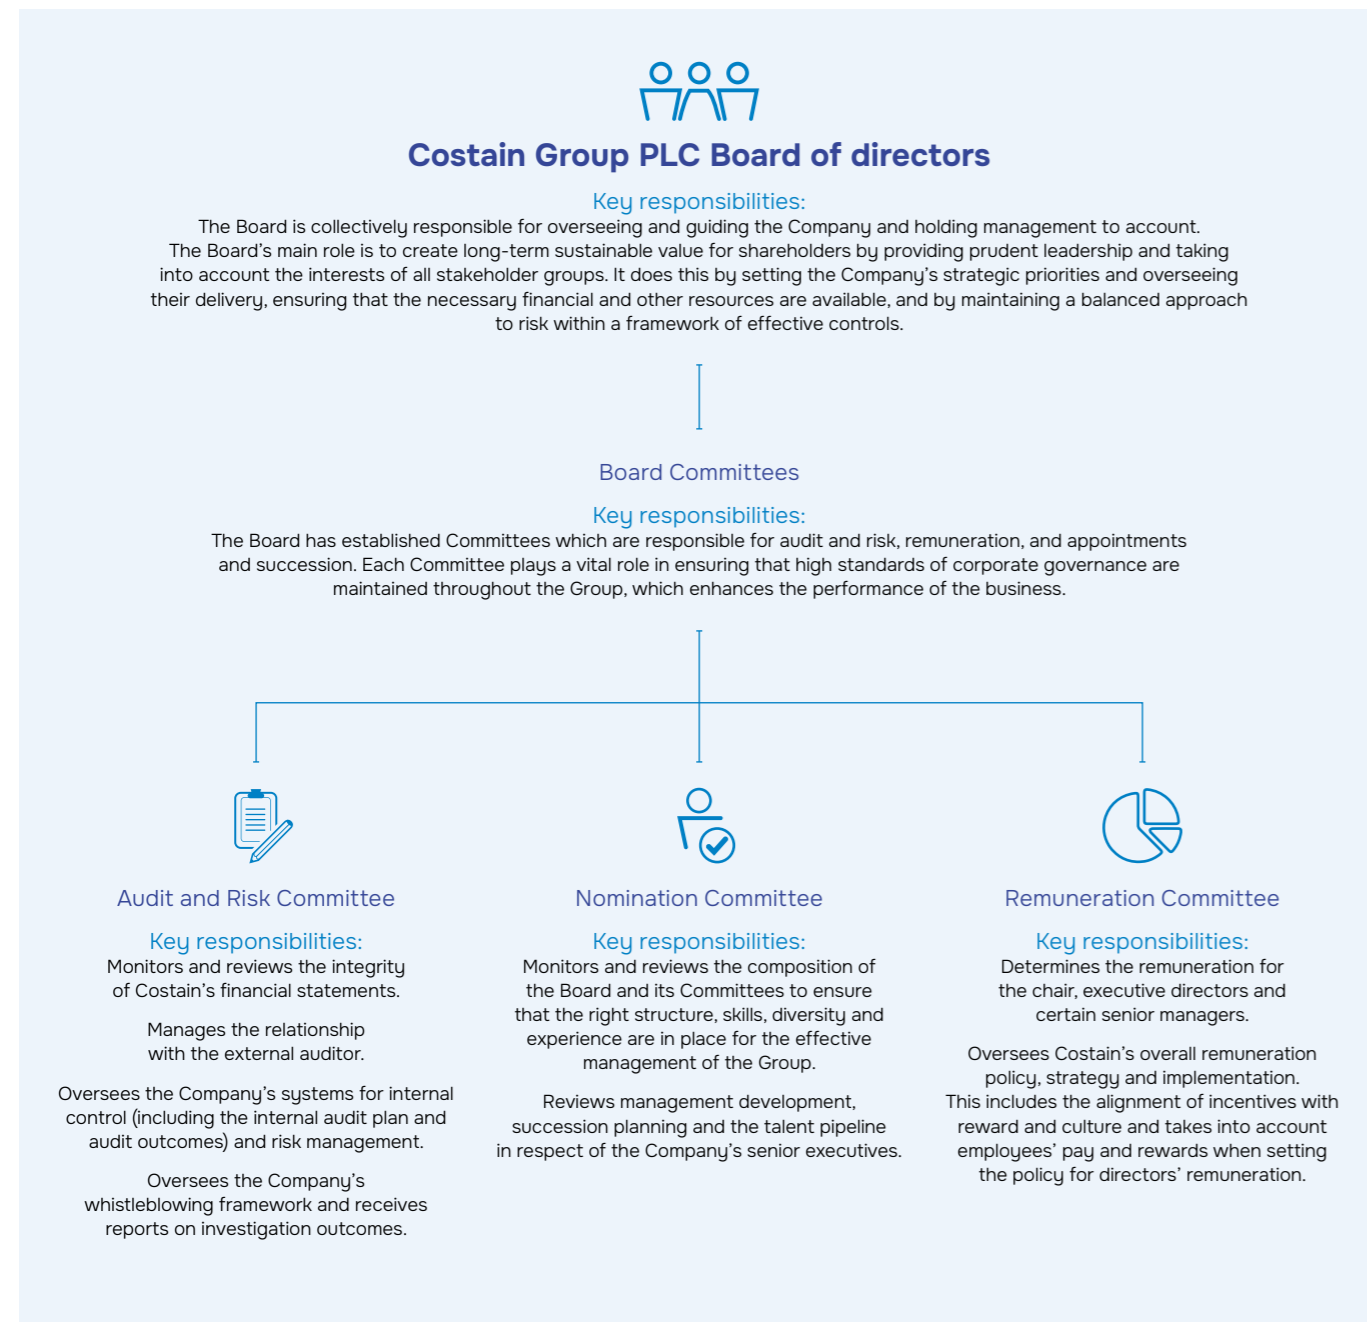 Costain Group PLC Board of directors
Key responsibilities:
The Board is collectively responsible for overseeing and guiding the Company and holding management to account.
The Board’s main role is to create long-term sustainable value for shareholders by providing prudent leadership and taking
into account the interests of all stakeholder groups. It does this by setting the Company’s strategic priorities and overseeing
their delivery, ensuring that the necessary financial and other resources are available, and by maintaining a balanced approach
to risk within a framework of effective controls.
Board Committees
Key responsibilities:
The Board has established Committees which are responsible for audit and risk, remuneration, and appointments
and succession. Each Committee plays a vital role in ensuring that high standards of corporate governance are
maintained throughout the Group, which enhances the performance of the business.
Audit and Risk Committee
Key responsibilities:
Monitors and reviews the integrity
of Costain’s financial statements.
Manages the relationship
with the external auditor.
Oversees the Company’s systems for internal
control (including the internal audit plan and
audit outcomes) and risk management.
Oversees the Company’s
whistleblowing framework and receives
reports on investigation outcomes.
Nomination Committee
Key responsibilities:
Monitors and reviews the composition of
the Board and its Committees to ensure
that the right structure, skills, diversity and
experience are in place for the effective
management of the Group.
Reviews management development,
succession planning and the talent pipeline
in respect of the Company’s senior executives.
Remuneration Committee
Key responsibilities:
Determines the remuneration for
the chair, executive directors and
certain senior managers.
Oversees Costain’s overall remuneration
policy, strategy and implementation.
This includes the alignment of incentives with
reward and culture and takes into account
employees’ pay and rewards when setting
the policy for directors’ remuneration.